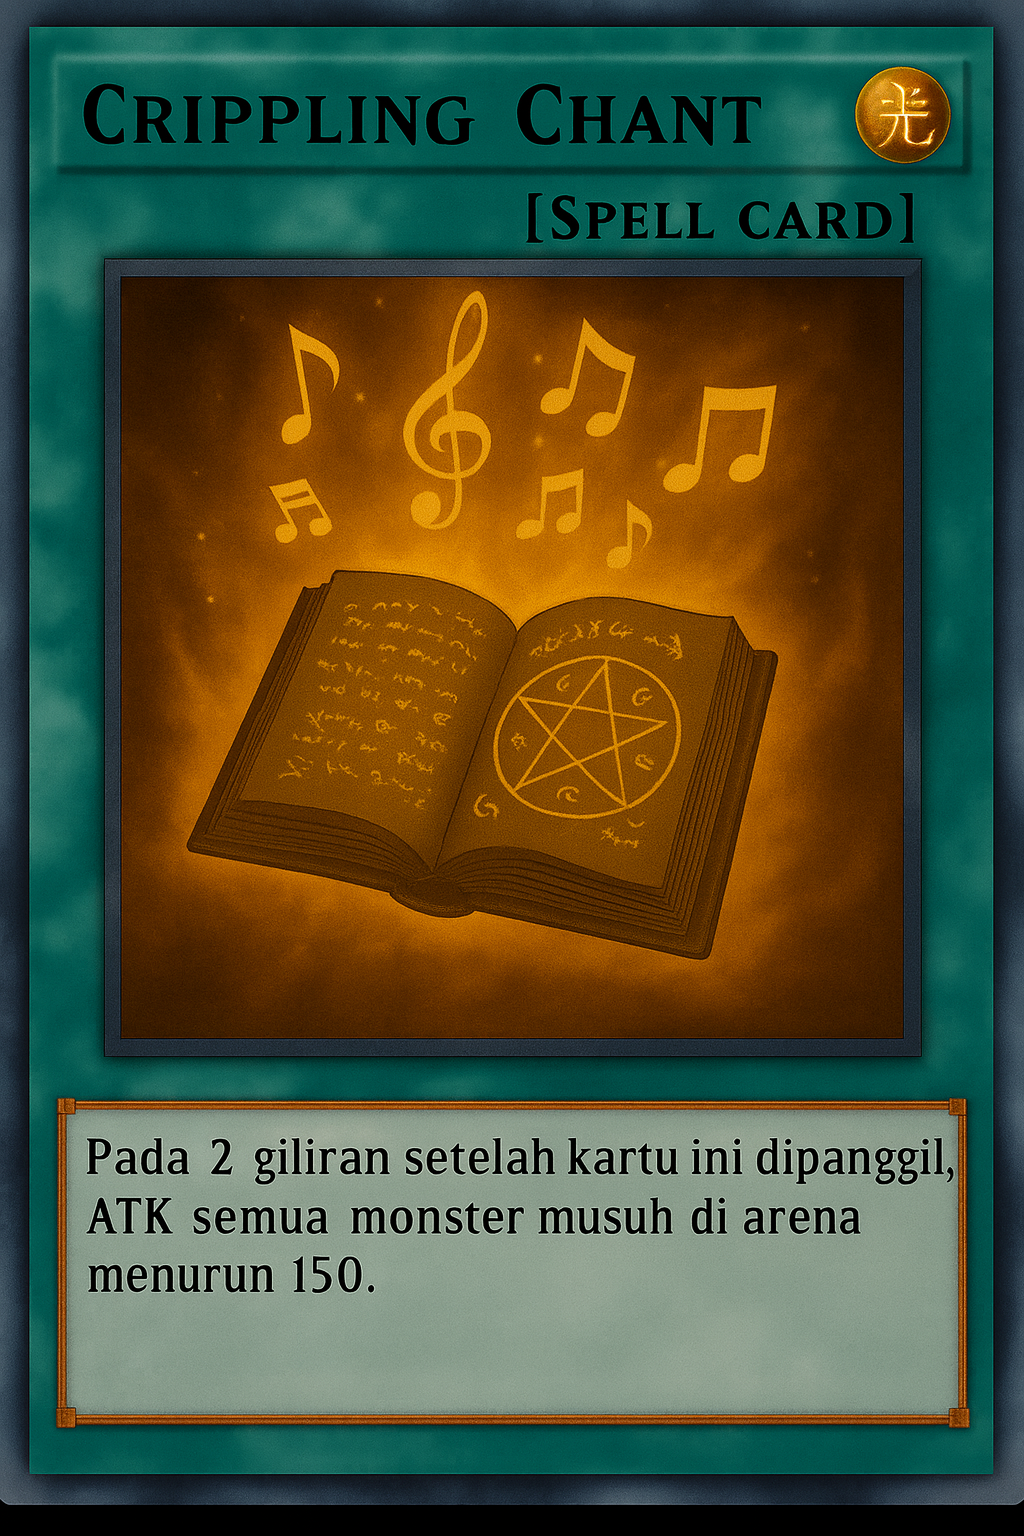 CRIPPLING CHANT
光
[SPELL CARD]
Pada 2 giliran setelah kartu ini dipanggil,
ATK semua monster musuh di arena
menurun 150.